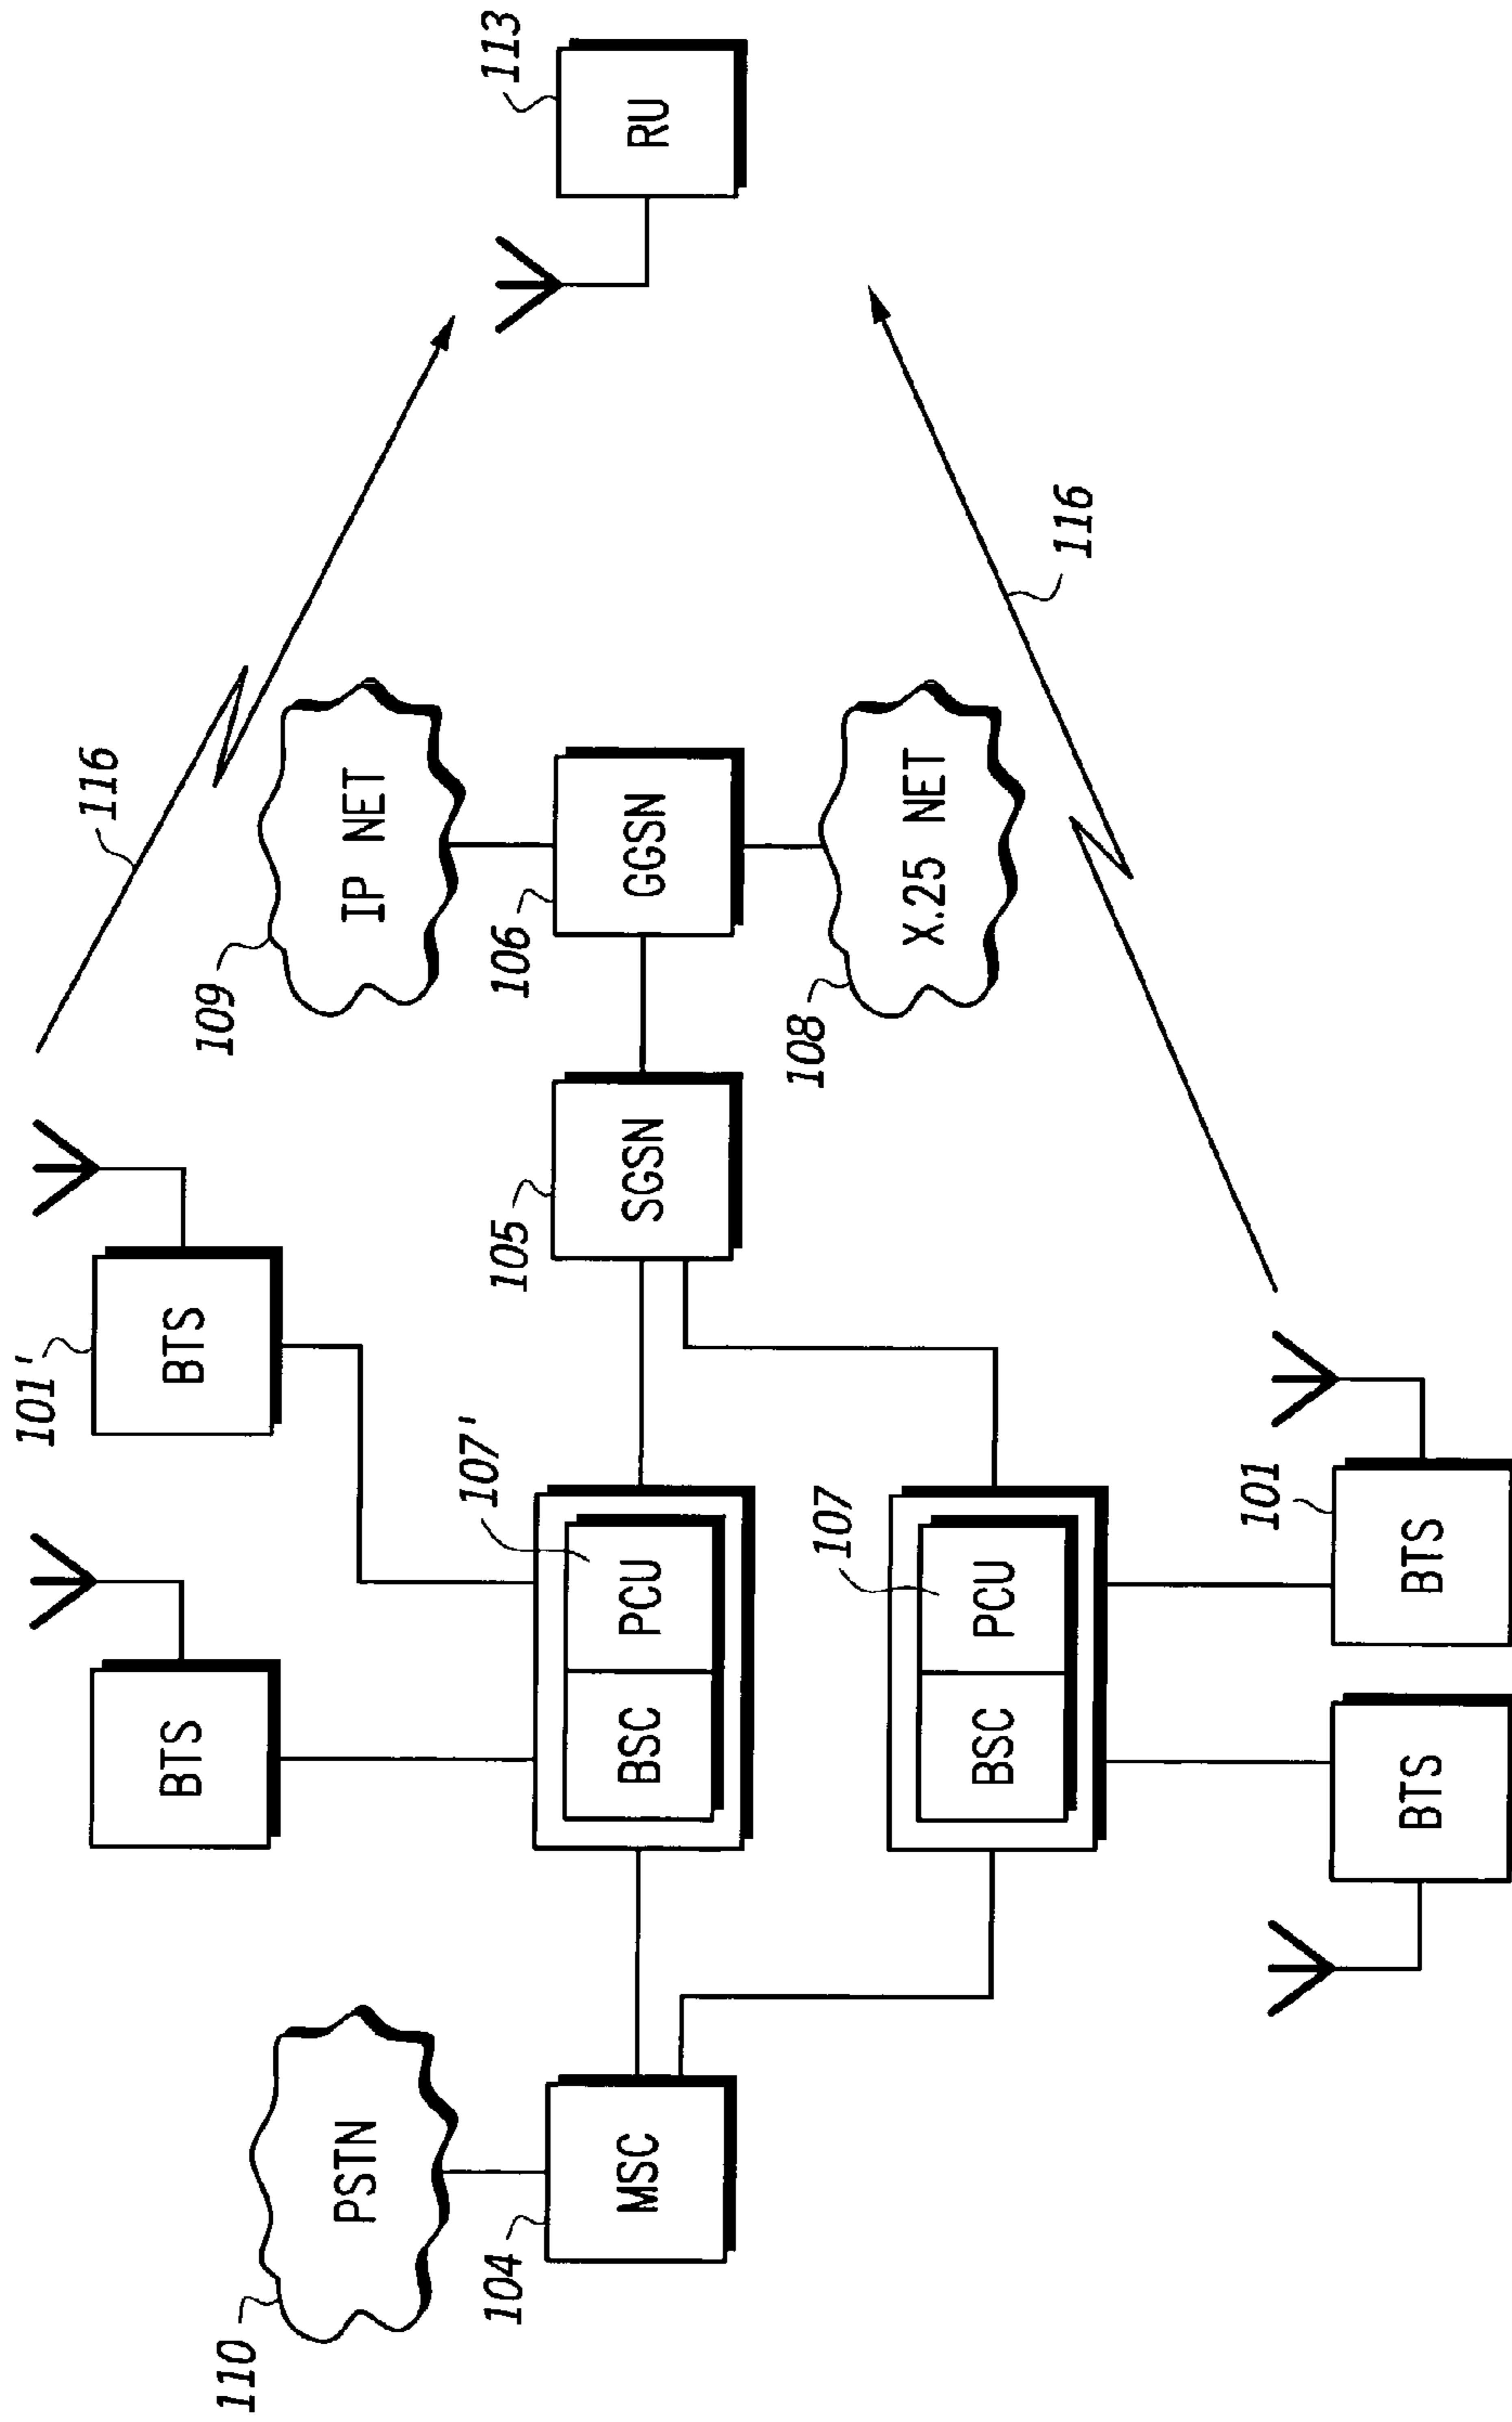 101'
116
BTS
BTS
109
110
PSTN
IP NET
107'
104
105
106
113
MSC
BSC
PCU
SGSN
GGSN
RU
107
108
X.25 NET
BSC
PCU
116
101
BTS
BTS